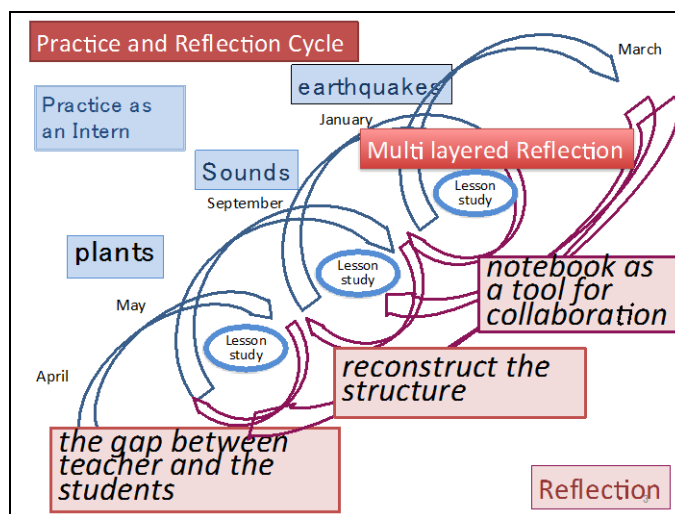 Practice and Reflection Cycle
March
earthquakes
January
Practice as
an Intern
Multi layered Reflection
Sounds
September
Lesson
study
plants
Lesson
study
notebook as
a tool for
collaboration
May
Lesson
study
reconstruct the
structure
April
the gap between
teacher and the
students
Reflection